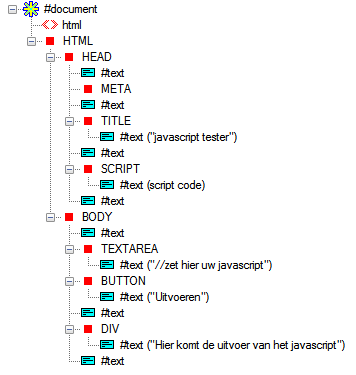 #document
html
HTML
HEAD
#text
META
#text
TITLE
#text ("javascript tester")
#text
SCRIPT
#text (script code)
#text
BODY
#text
TEXTAREA
#text ("//zet hier uw javascript")
BUTTON
#text ("Uitvoeren")
#text
DIV
#text ("Hier komt de uitvoer van het javascript")
#text